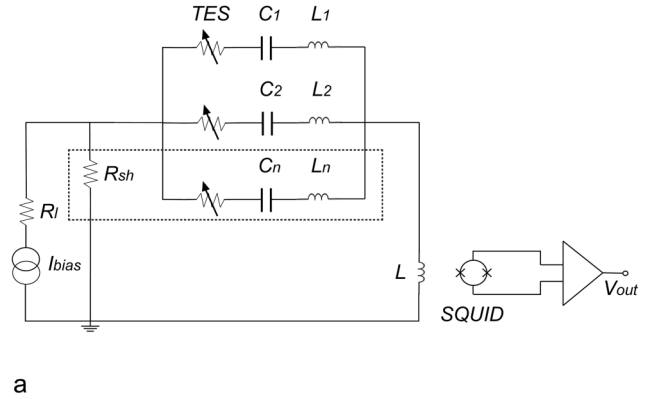 TES C1 L1
C2 L2
Cn Ln
Rsh
Rl
Ibias
L
SQUID
Vout
a